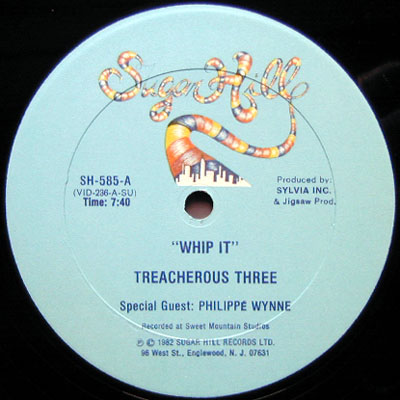 Sugar Hill
SH-585-A
(VID-236-A-SU)
Time: 7:40
Produced by:
SYLVIA INC.
& Jigsaw Prod.
"WHIP IT"
TREACHEROUS THREE
Special Guest: PHILIPPÉ WYNNE
Recorded at Sweet Mountain Studios
℗ © 1982 SUGAR HILL RECORDS LTD.
96 West St., Englewood, N. J. 07631